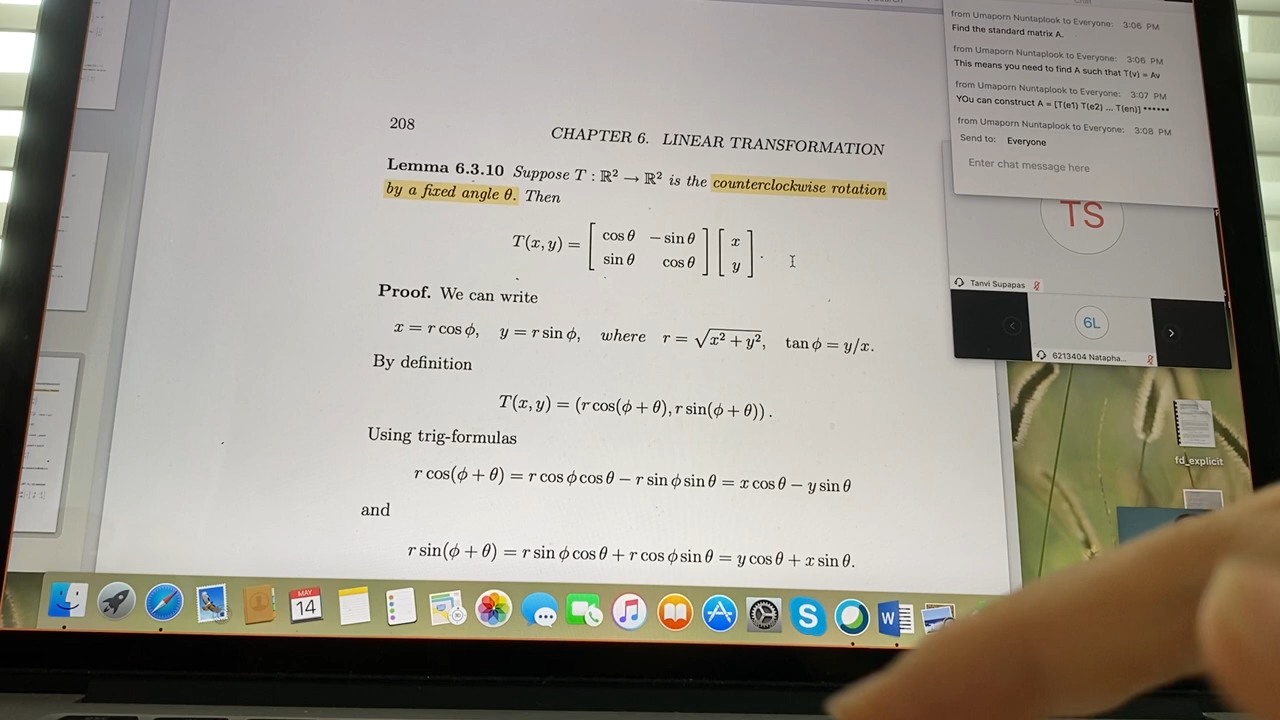 208
CHAPTER 6. LINEAR TRANSFORMATION
Lemma 6.3.10 Suppose T : ℝ² → ℝ² is the counterclockwise rotation
by a fixed angle θ. Then
T(x, y) = [ cos θ − sin θ ] [ x ]
[ sin θ cos θ ] [ y ] .
Proof. We can write
x = r cos ϕ, y = r sin ϕ, where r = √(x² + y²), tan ϕ = y/x.
By definition
T(x, y) = (r cos(ϕ + θ), r sin(ϕ + θ)) .
Using trig-formulas
r cos(ϕ + θ) = r cos ϕ cos θ − r sin ϕ sin θ = x cos θ − y sin θ
and
r sin(ϕ + θ) = r sin ϕ cos θ + r cos ϕ sin θ = y cos θ + x sin θ.
from Umaporn Nuntaplook to Everyone: 3:06 PM
Find the standard matrix A.
from Umaporn Nuntaplook to Everyone: 3:06 PM
This means you need to find A such that T(v) = Av
from Umaporn Nuntaplook to Everyone: 3:07 PM
YOu can construct A = [T(e1) T(e2) ... T(en)] ******
from Umaporn Nuntaplook to Everyone: 3:08 PM
Send to: Everyone
Enter chat message here
TS
Tanvi Supapas
6L
6213404 Natapha...
fd_explicit
MAY
14
S
W